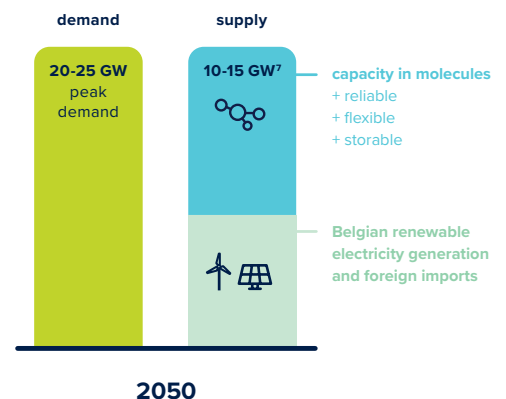 demand
supply
20-25 GW
peak
demand
10-15 GW⁷
capacity in molecules
+ reliable
+ flexible
+ storable
Belgian renewable
electricity generation
and foreign imports
2050